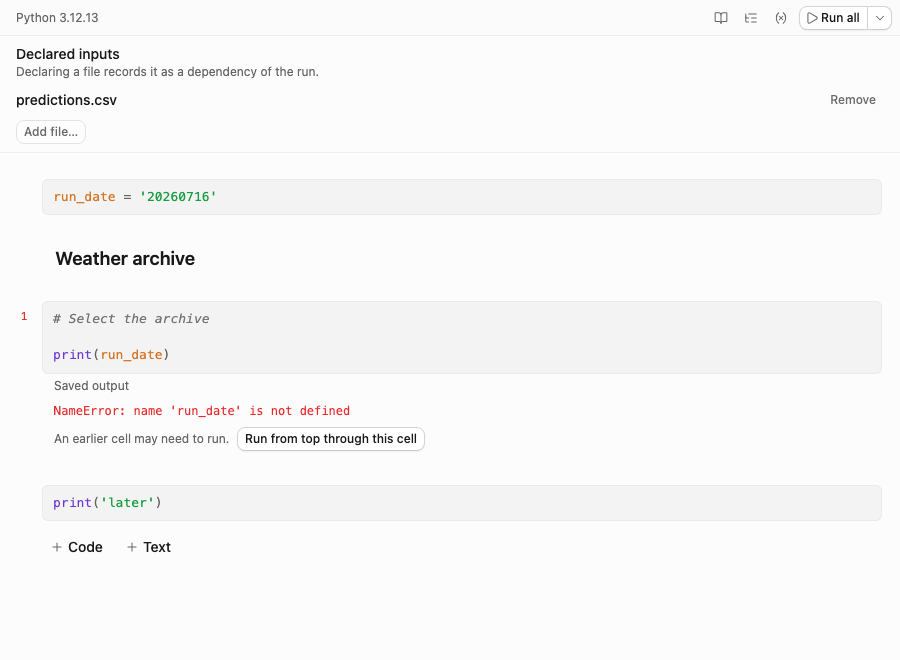 Python 3.12.13
Run all
Declared inputs
Declaring a file records it as a dependency of the run.
predictions.csv
Remove
Add file...
run_date = '20260716'
Weather archive
1
# Select the archive
print(run_date)
Saved output
NameError: name 'run_date' is not defined
An earlier cell may need to run.
Run from top through this cell
print('later')
+ Code
+ Text